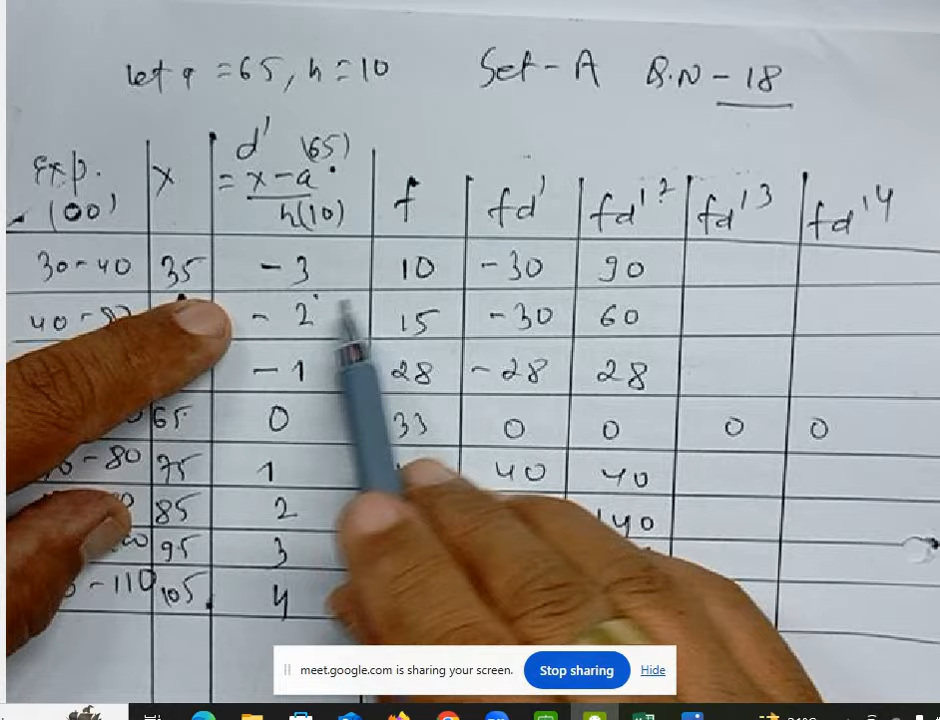 let a = 65, h = 10 Set - A Q.N - 18
Exp. (00) x d' = x - a (65) / h(10) f fd' fd'2 fd'3 fd'4
30 - 40 35 - 3 10 - 30 90
40 - - 2 15 - 30 60
- 1 28 - 28 28
65 0 33 0 0 0 0
- 80 75 1 40 40
85 2 140
95 3
- 110 105 4
meet.google.com is sharing your screen. Stop sharing Hide